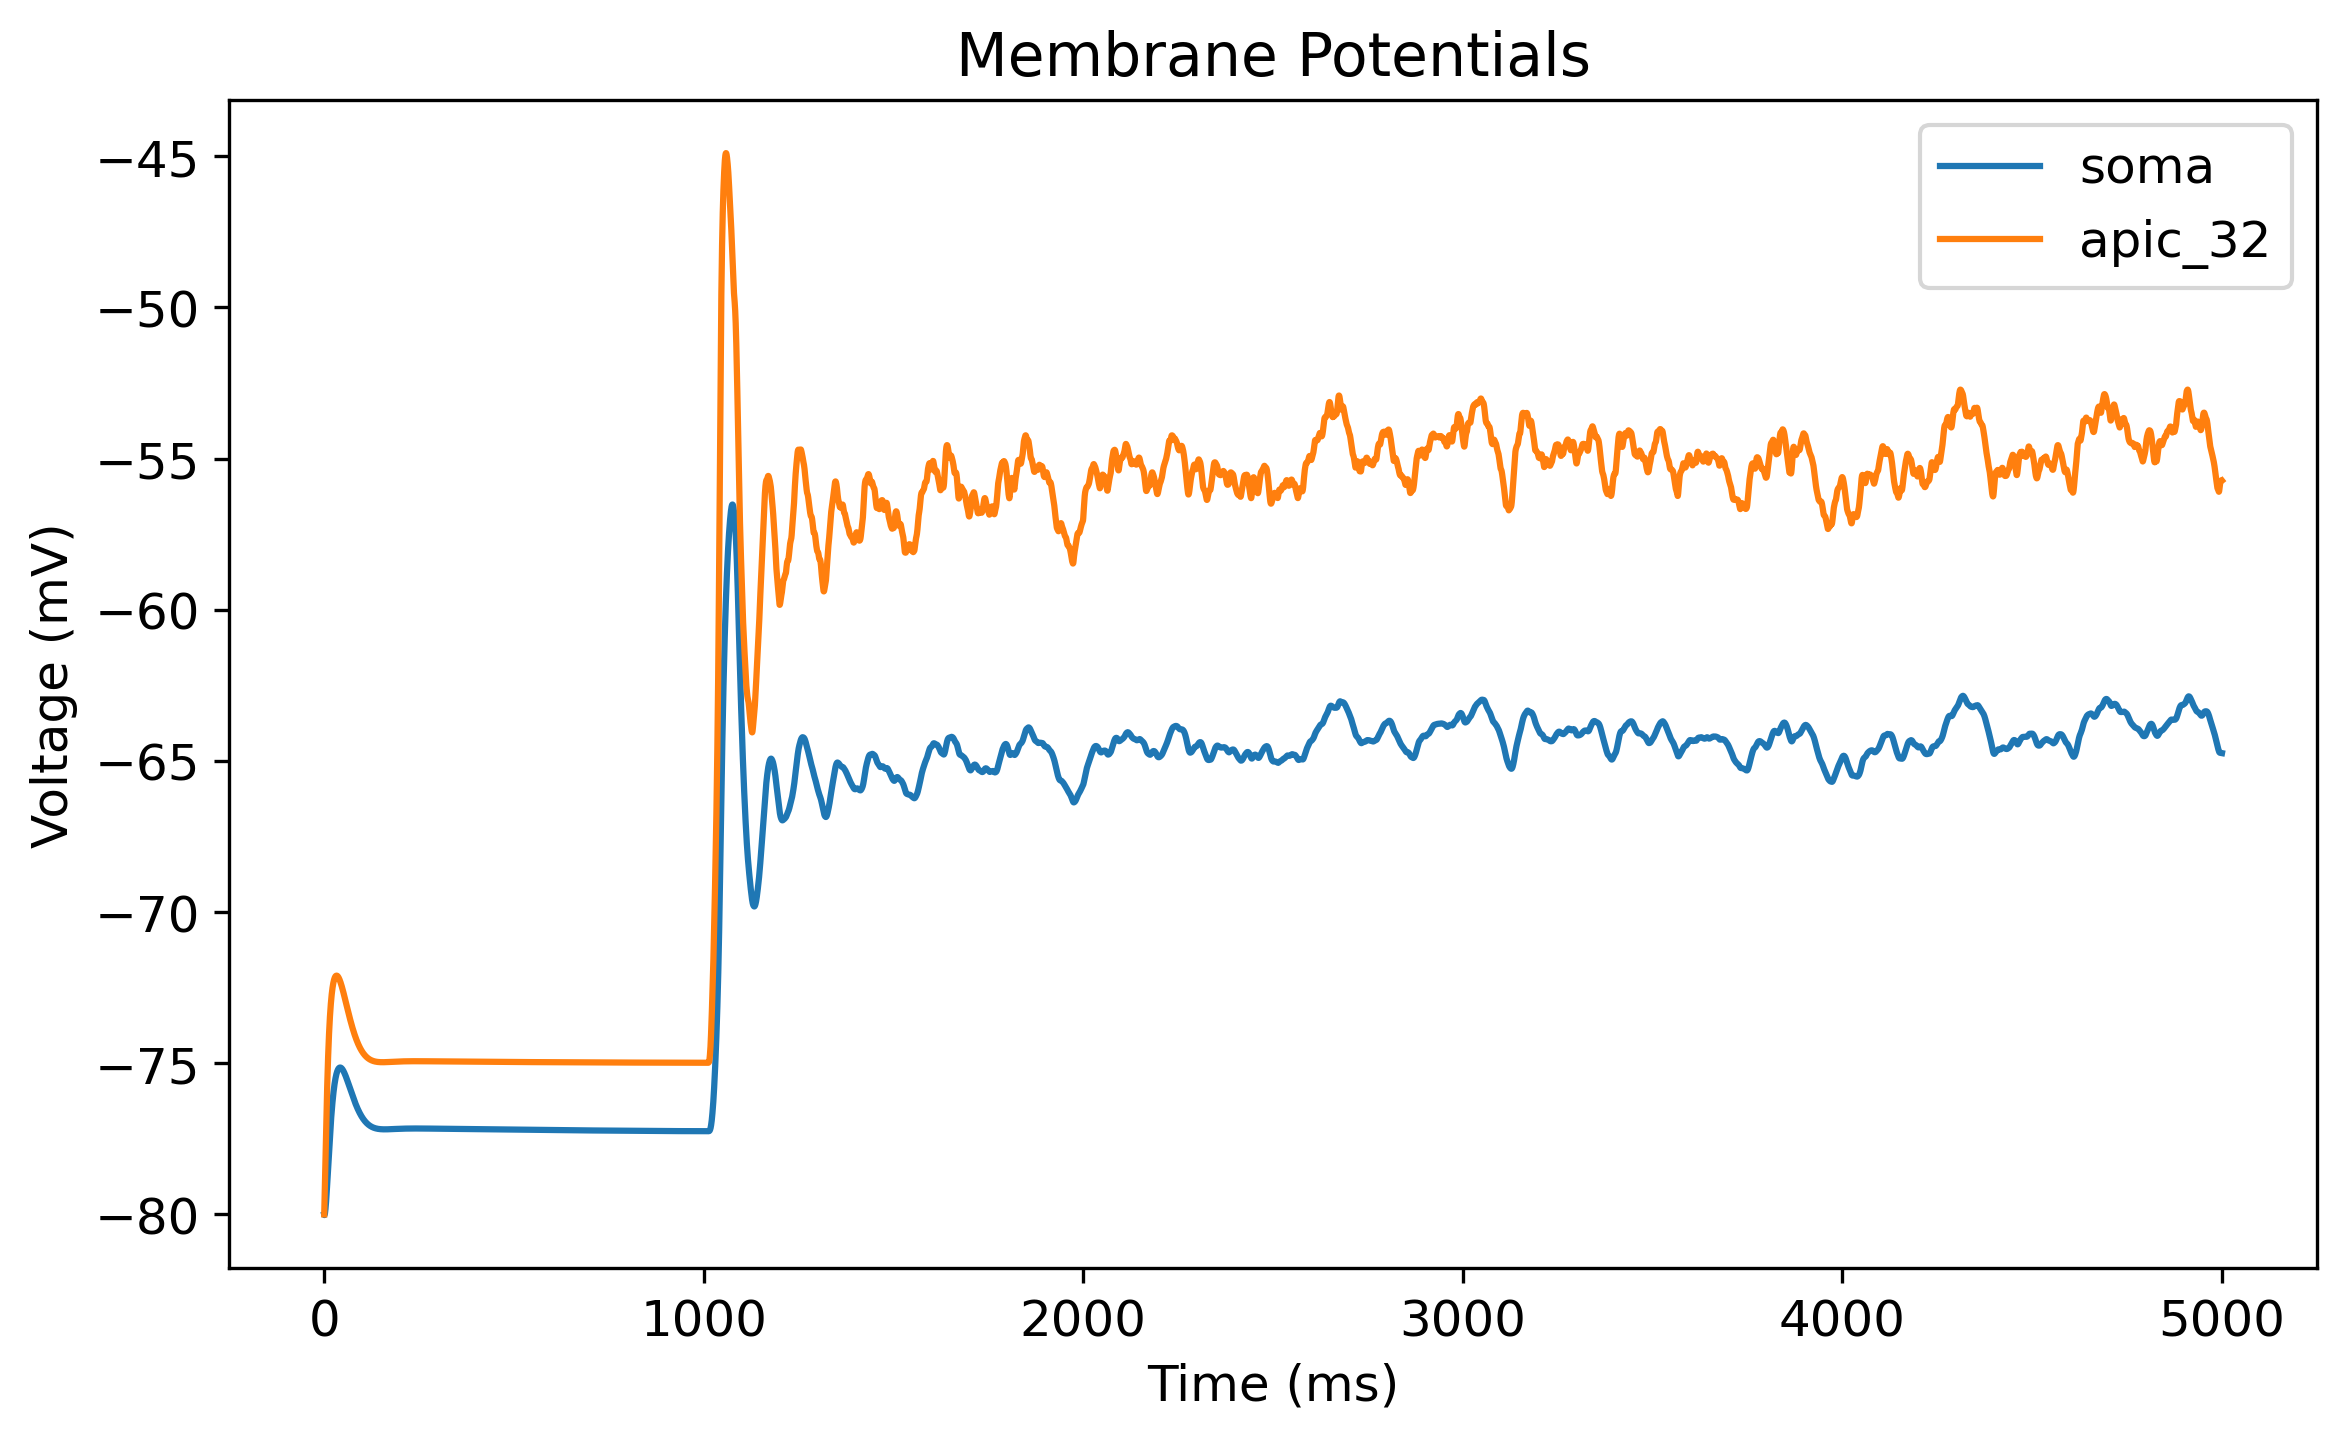 Membrane Potentials
soma
apic_32
Voltage (mV)
−45
−50
−55
−60
−65
−70
−75
−80
0 1000 2000 3000 4000 5000
Time (ms)